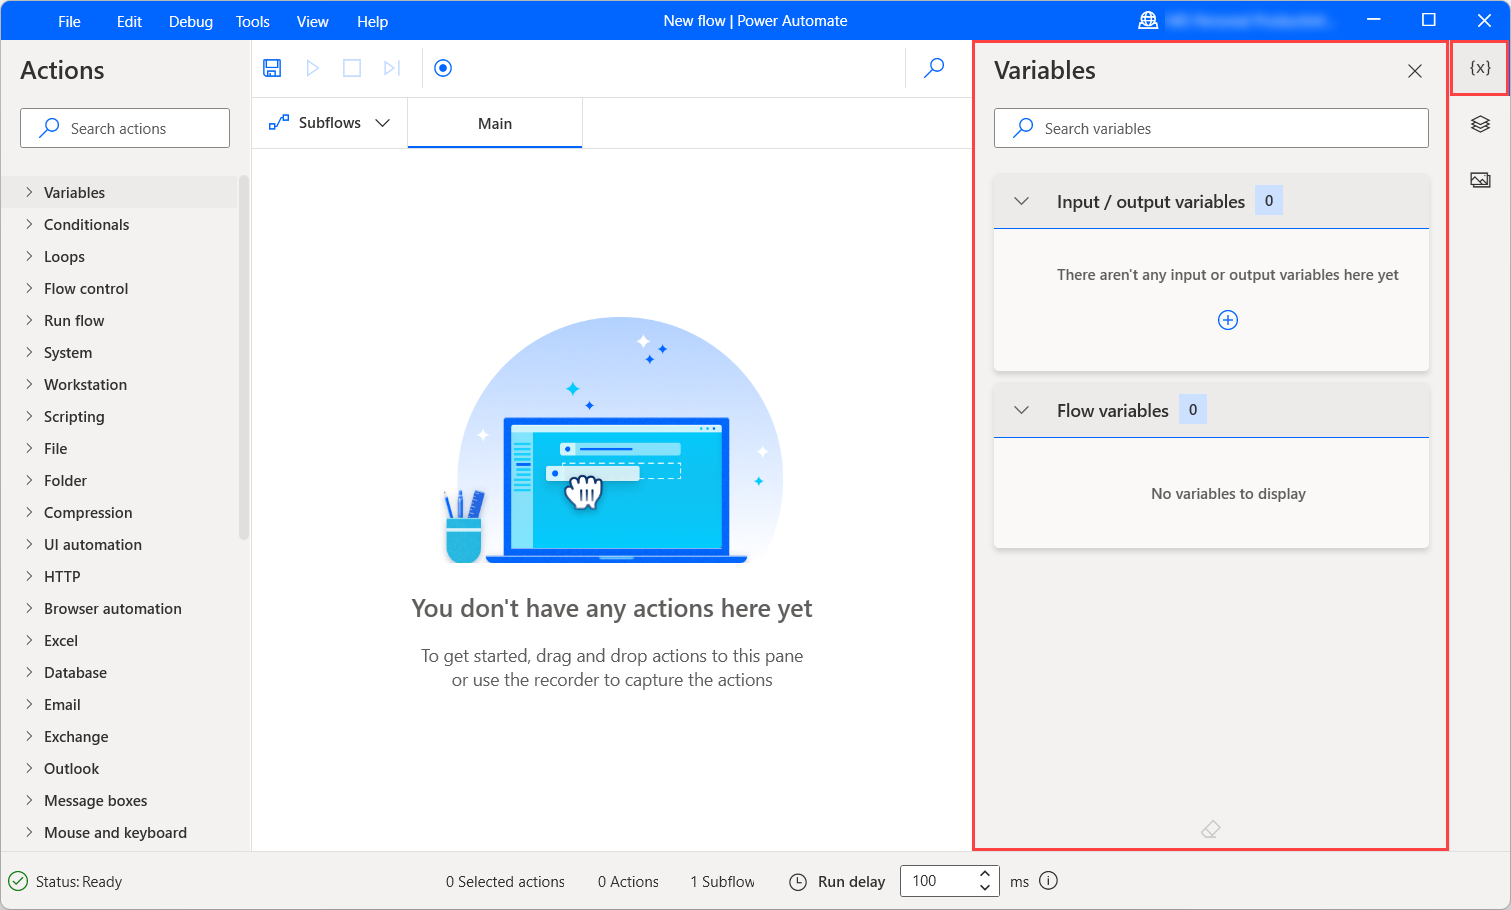 File Edit Debug Tools View Help
New flow | Power Automate
Actions
Search actions
Variables
Conditionals
Loops
Flow control
Run flow
System
Workstation
Scripting
File
Folder
Compression
UI automation
HTTP
Browser automation
Excel
Database
Email
Exchange
Outlook
Message boxes
Mouse and keyboard
Subflows
Main
You don't have any actions here yet
To get started, drag and drop actions to this pane
or use the recorder to capture the actions
Variables
{x}
Search variables
Input / output variables 0
There aren't any input or output variables here yet
Flow variables 0
No variables to display
Status: Ready
0 Selected actions
0 Actions
1 Subflow
Run delay 100 ms